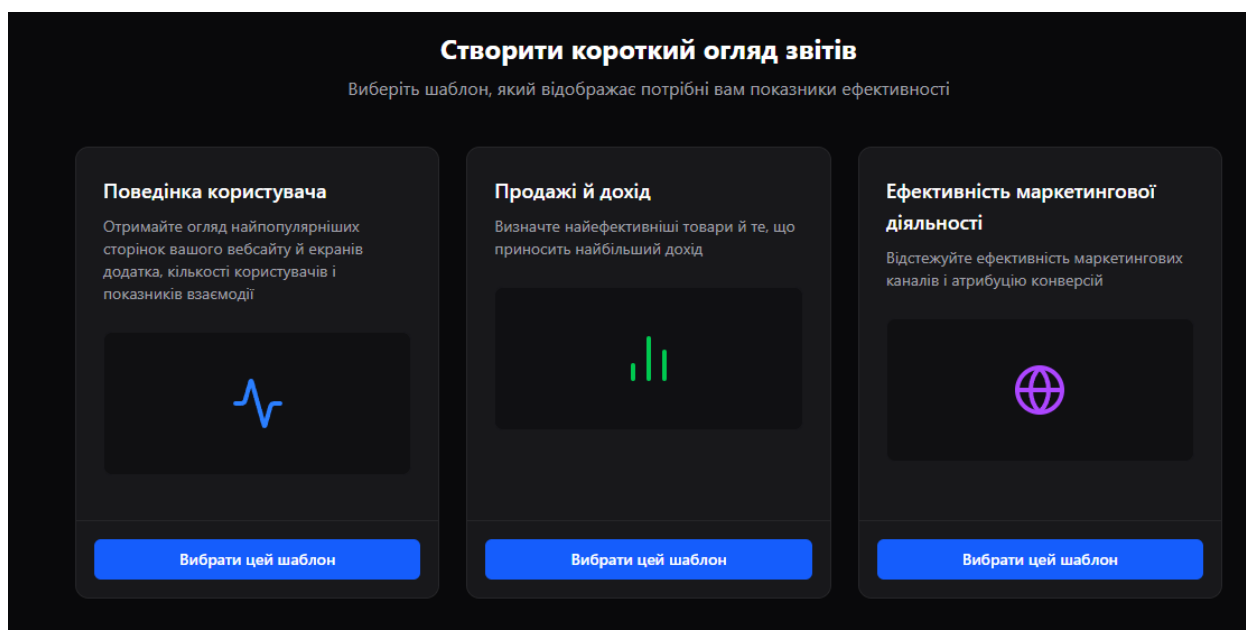 Створити короткий огляд звітів
Виберіть шаблон, який відображає потрібні вам показники ефективності
Поведінка користувача
Отримайте огляд найпопулярніших
сторінок вашого вебсайту й екранів
додатка, кількості користувачів і
показників взаємодії
Вибрати цей шаблон
Продажі й дохід
Визначте найефективніші товари й те, що
приносить найбільший дохід
Вибрати цей шаблон
Ефективність маркетингової
діяльності
Відстежуйте ефективність маркетингових
каналів і атрибуцію конверсій
Вибрати цей шаблон